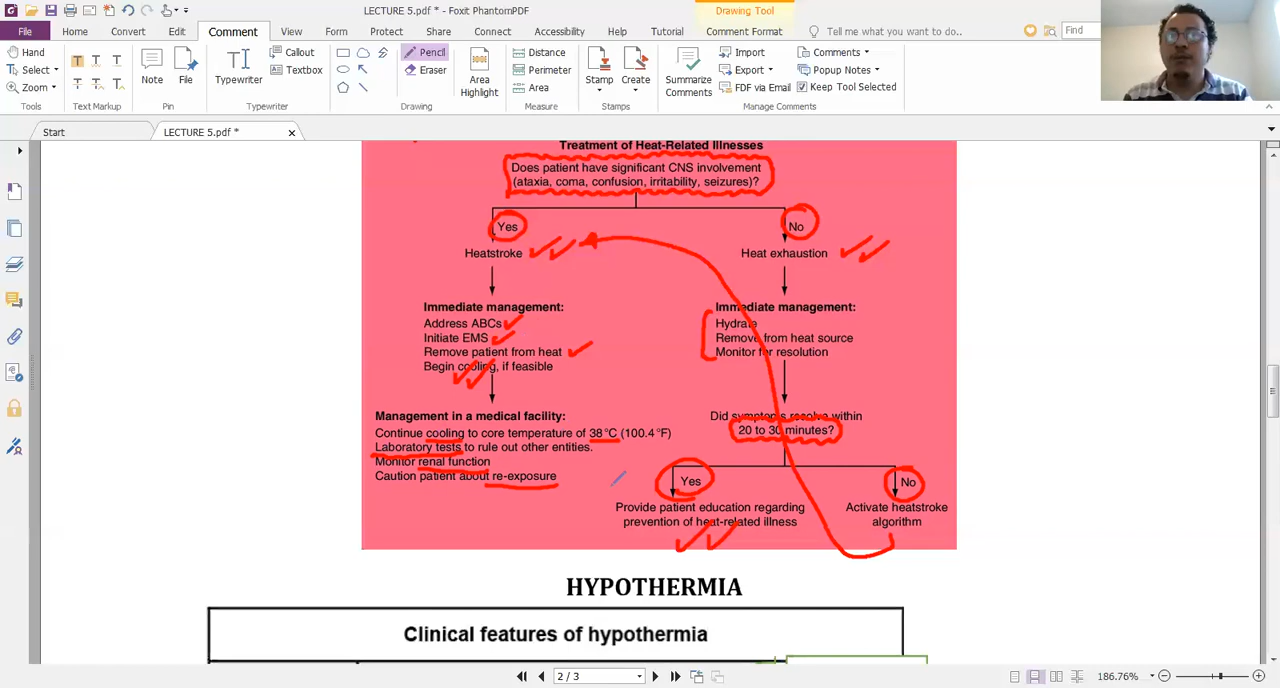 LECTURE 5.pdf * - Foxit PhantomPDF
Drawing Tool
File Home Convert Edit Comment View Form Protect Share Connect Accessibility Help Tutorial Comment Format Tell me what you want to do.. Find
Hand
Select
Zoom
Tools
T T T
T T T
Text Markup
Note
File
Pin
Typewriter
Callout
Textbox
Typewriter
Pencil
Eraser
Drawing
Area
Highlight
Distance
Perimeter
Area
Measure
Stamp
Create
Stamps
Summarize
Comments
Import
Export
FDF via Email
Comments
Popup Notes
Keep Tool Selected
Manage Comments
Start
LECTURE 5.pdf *
Treatment of Heat-Related Illnesses
Does patient have significant CNS involvement
(ataxia, coma, confusion, irritability, seizures)?
Yes
No
Heatstroke
Heat exhaustion
Immediate management:
Address ABCs
Initiate EMS
Remove patient from heat
Begin cooling, if feasible
Immediate management:
Hydrate
Remove from heat source
Monitor for resolution
Management in a medical facility:
Continue cooling to core temperature of 38 °C (100.4 °F)
Laboratory tests to rule out other entities.
Monitor renal function
Caution patient about re-exposure
Did symptoms resolve within
20 to 30 minutes?
Yes
No
Provide patient education regarding
prevention of heat-related illness
Activate heatstroke
algorithm
HYPOTHERMIA
Clinical features of hypothermia
2 / 3
186.76%